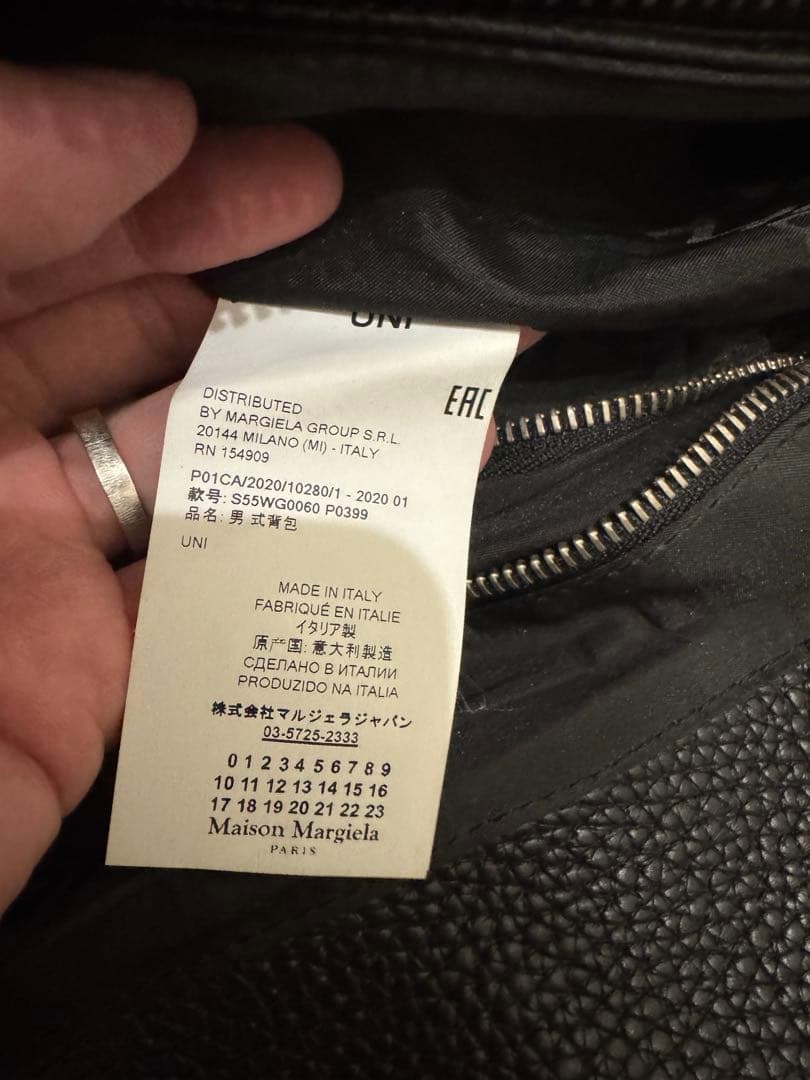 UNI
EAC
DISTRIBUTED
BY MARGIELA GROUP S.R.L.
20144 MILANO (MI) - ITALY
RN 154909
P01CA/2020/10280/1 - 2020 01
款号: S55WG0060 P0399
品名: 男 式背包
UNI
MADE IN ITALY
FABRIQUÉ EN ITALIE
イタリア製
原产国: 意大利製造
СДЕЛАНО В ИТАЛИИ
PRODUZIDO NA ITALIA
株式会社マルジェラジャパン
03-5725-2333
0 1 2 3 4 5 6 7 8 9
10 11 12 13 14 15 16
17 18 19 20 21 22 23
Maison Margiela
PARIS